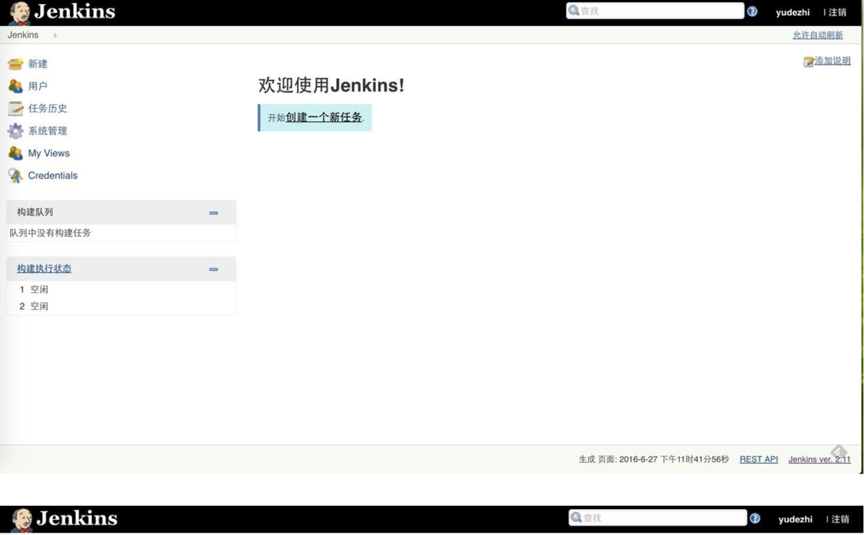 Jenkins
查找
yudezhi
注销
Jenkins
允许自动刷新
新建
添加说明
用户
任务历史
系统管理
My Views
Credentials
欢迎使用Jenkins!
开始创建一个新任务.
构建队列
队列中没有构建任务
构建执行状态
1 空闲
2 空闲
生成 页面: 2016-6-27 下午11时41分56秒 REST API Jenkins ver. 2.11
Jenkins
查找
yudezhi
注销